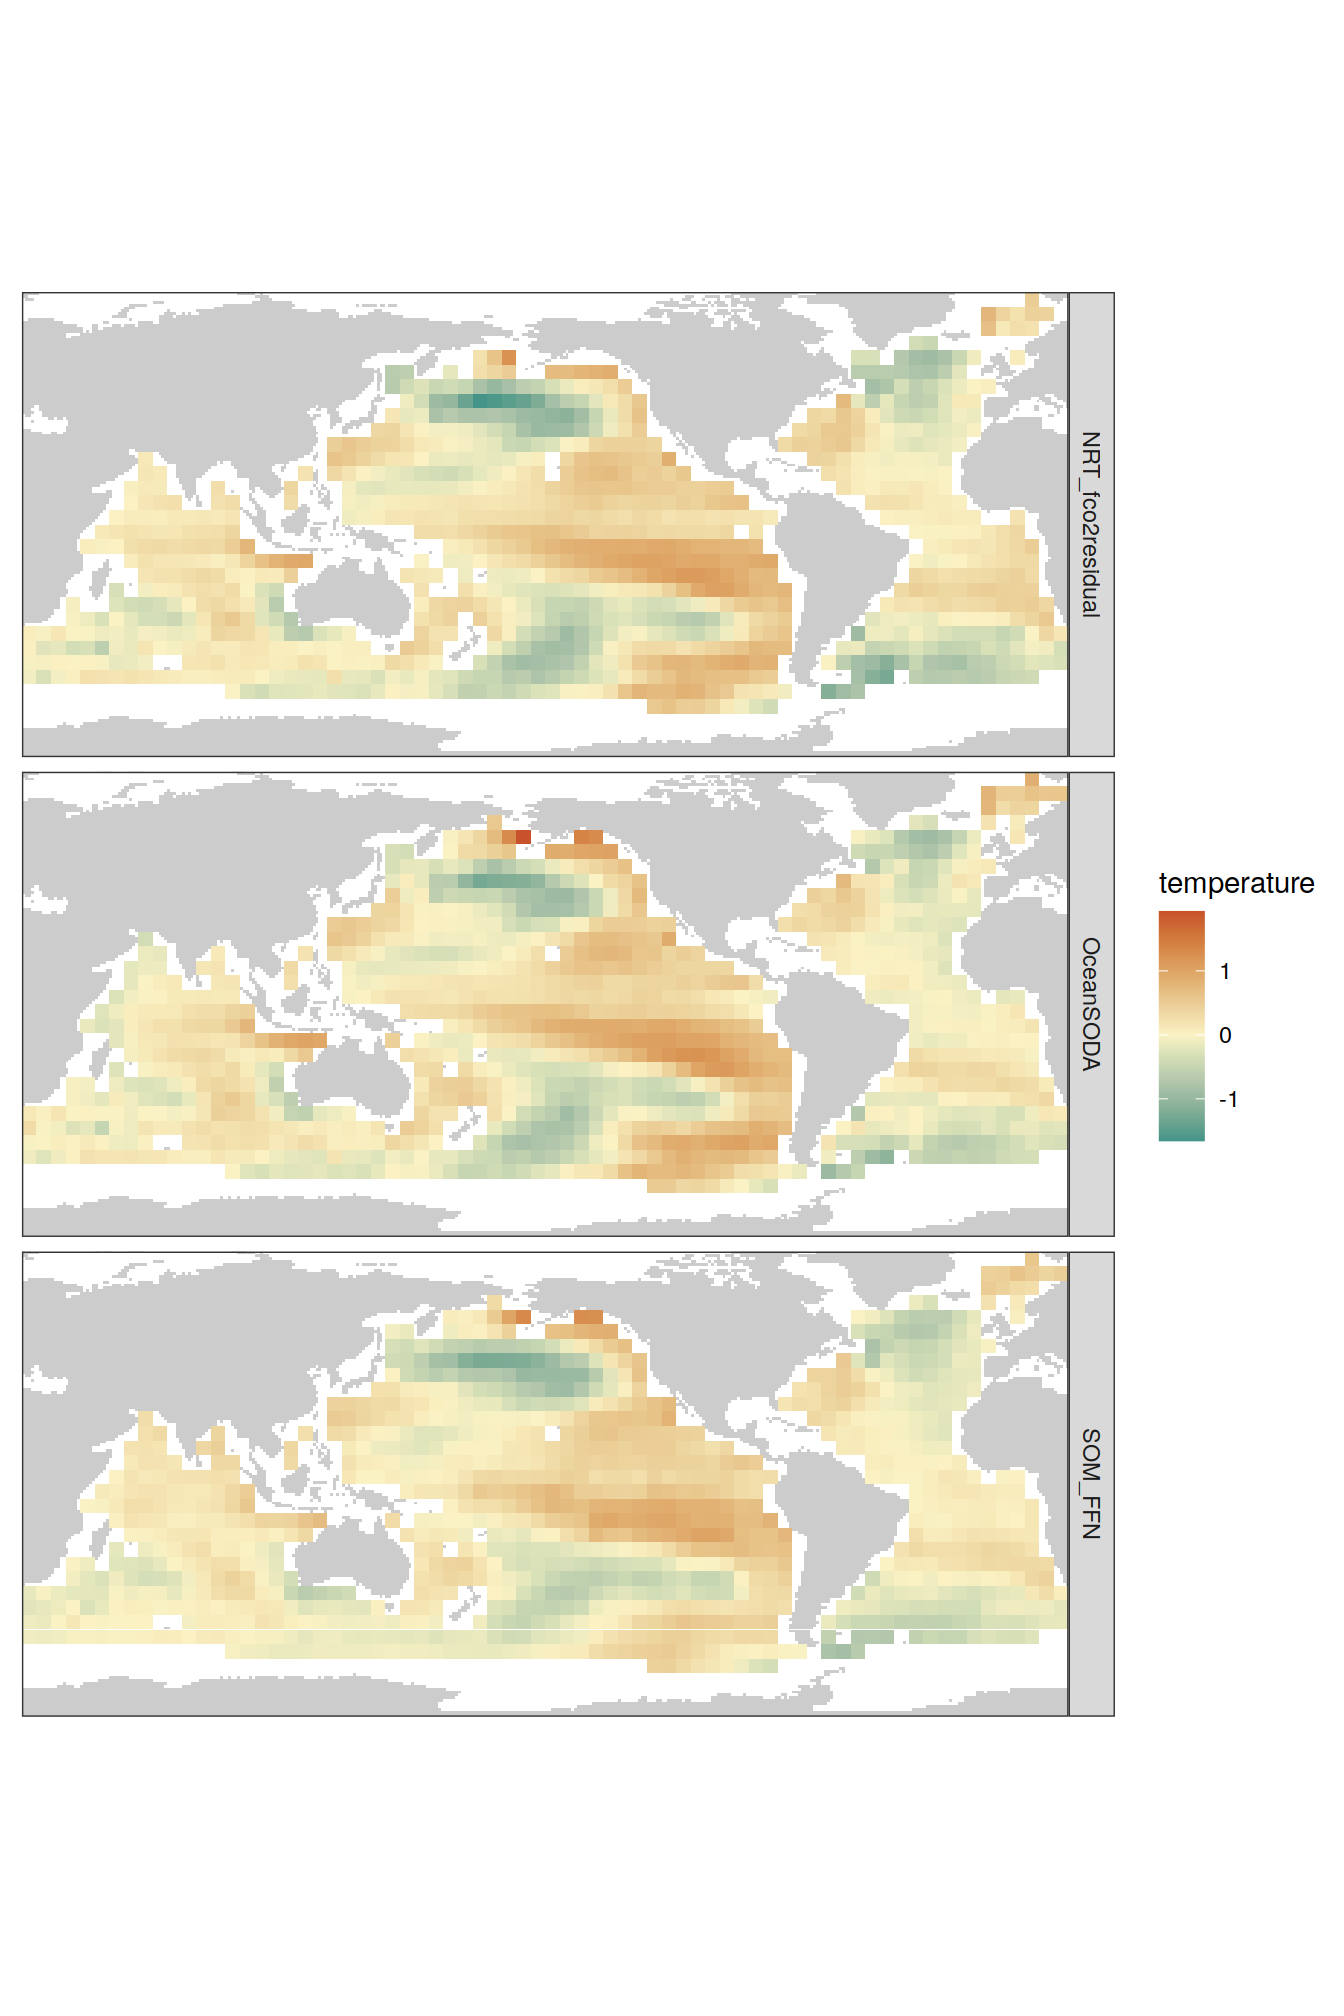 NRT_fco2residual
OceanSODA
SOM_FFN
temperature
1
0
-1